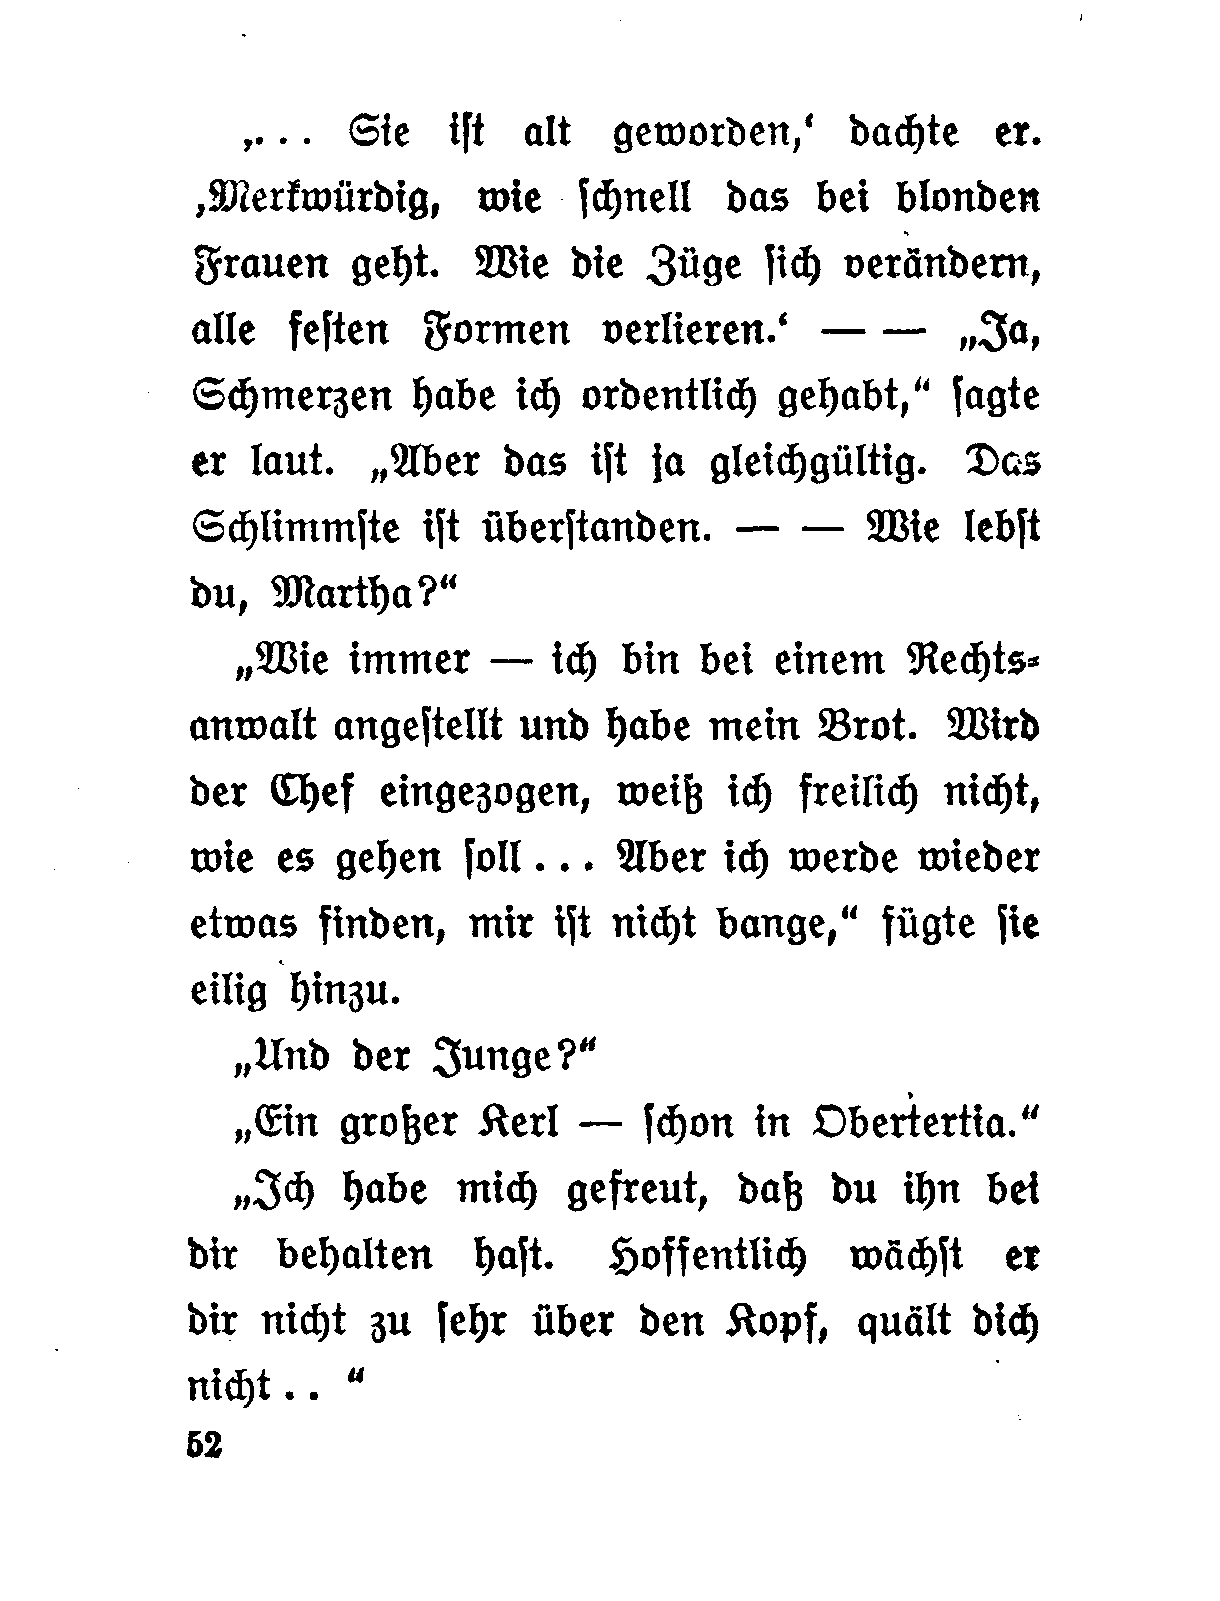 ‚. . . Sie iſt alt geworden,‘ dachte er.
‚Merkwürdig, wie ſchnell das bei blonden
Frauen geht. Wie die Züge ſich verändern,
alle feſten Formen verlieren.‘ — — „Ja,
Schmerzen habe ich ordentlich gehabt,“ ſagte
er laut. „Aber das iſt ja gleichgültig. Das
Schlimmſte iſt überſtanden. — — Wie lebſt
du, Martha?“
„Wie immer — ich bin bei einem Rechts-
anwalt angeſtellt und habe mein Brot. Wird
der Chef eingezogen, weiß ich freilich nicht,
wie es gehen ſoll . . . Aber ich werde wieder
etwas finden, mir iſt nicht bange,“ fügte ſie
eilig hinzu.
„Und der Junge?“
„Ein großer Kerl — ſchon in Obertertia.“
„Ich habe mich gefreut, daß du ihn bei
dir behalten haſt. Hoffentlich wächſt er
dir nicht zu ſehr über den Kopf, quält dich
nicht . . “
52